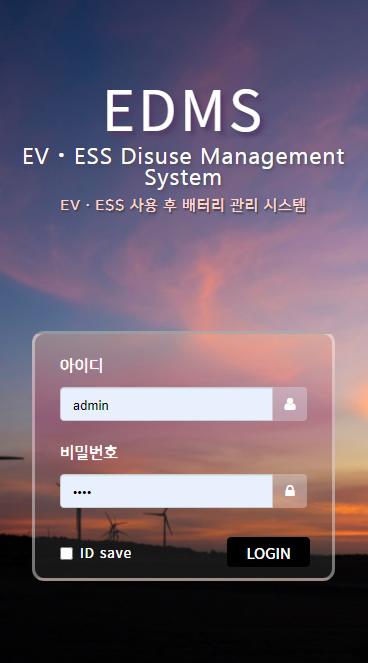 EDMS
EV · ESS Disuse Management
System
EV · ESS 사용 후 배터리 관리 시스템
아이디
admin
비밀번호
••••
ID save
LOGIN